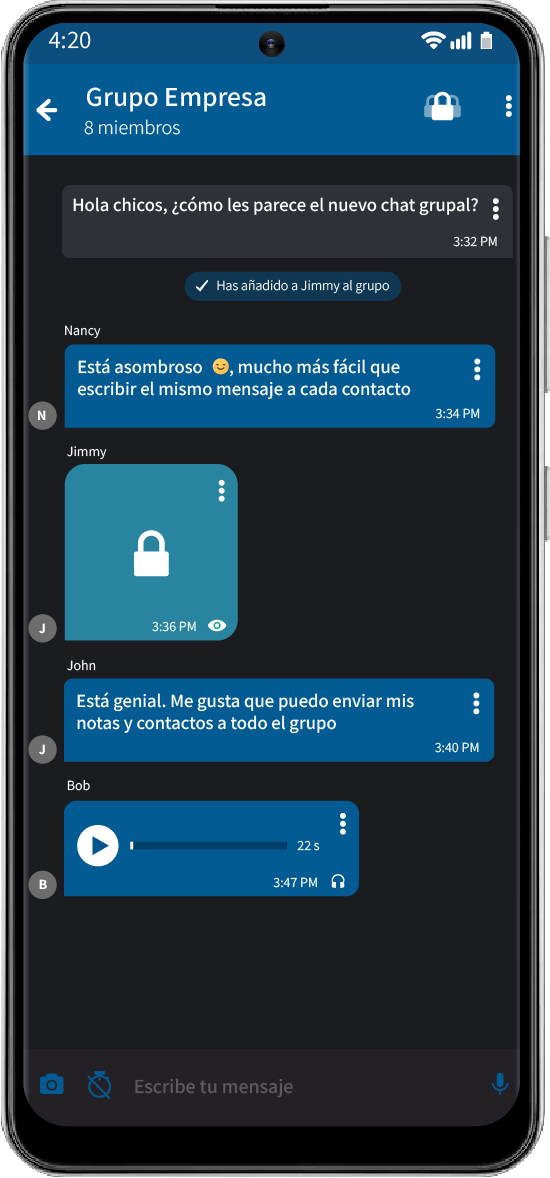 4:20
Grupo Empresa
8 miembros
Hola chicos, ¿cómo les parece el nuevo chat grupal?
3:32 PM
Has añadido a Jimmy al grupo
Nancy
Está asombroso 😊, mucho más fácil que
escribir el mismo mensaje a cada contacto
N
3:34 PM
Jimmy
3:36 PM
J
John
Está genial. Me gusta que puedo enviar mis
notas y contactos a todo el grupo
3:40 PM
J
Bob
22 s
3:47 PM
B
Escribe tu mensaje